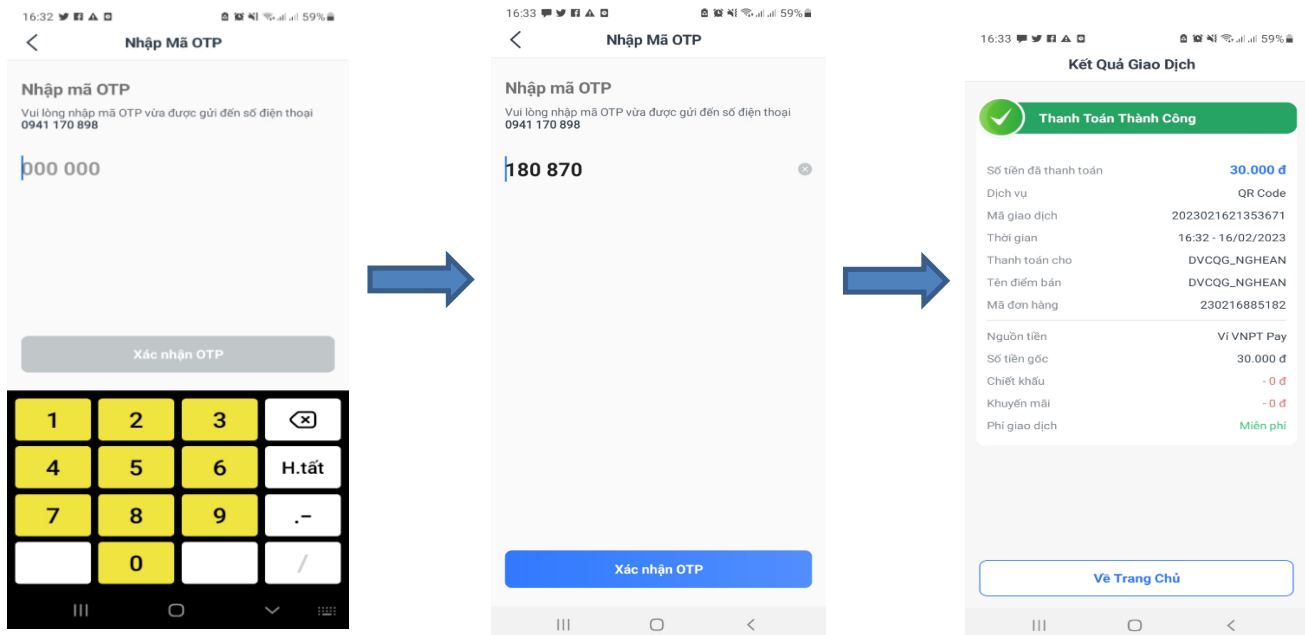 16:32 59%
Nhập Mã OTP
Nhập mã OTP
Vui lòng nhập mã OTP vừa được gửi đến số điện thoại
0941 170 898
000 000
Xác nhận OTP
1 2 3
4 5 6 H.tất
7 8 9 .-
0 /
16:33 59%
Nhập Mã OTP
Nhập mã OTP
Vui lòng nhập mã OTP vừa được gửi đến số điện thoại
0941 170 898
180 870
Xác nhận OTP
16:33 59%
Kết Quả Giao Dịch
Thanh Toán Thành Công
Số tiền đã thanh toán 30.000 đ
Dịch vụ QR Code
Mã giao dịch 2023021621353671
Thời gian 16:32 - 16/02/2023
Thanh toán cho DVCQG_NGHEAN
Tên điểm bán DVCQG_NGHEAN
Mã đơn hàng 230216885182
Nguồn tiền Ví VNPT Pay
Số tiền gốc 30.000 đ
Chiết khấu - 0 đ
Khuyến mãi - 0 đ
Phí giao dịch Miễn phí
Về Trang Chủ